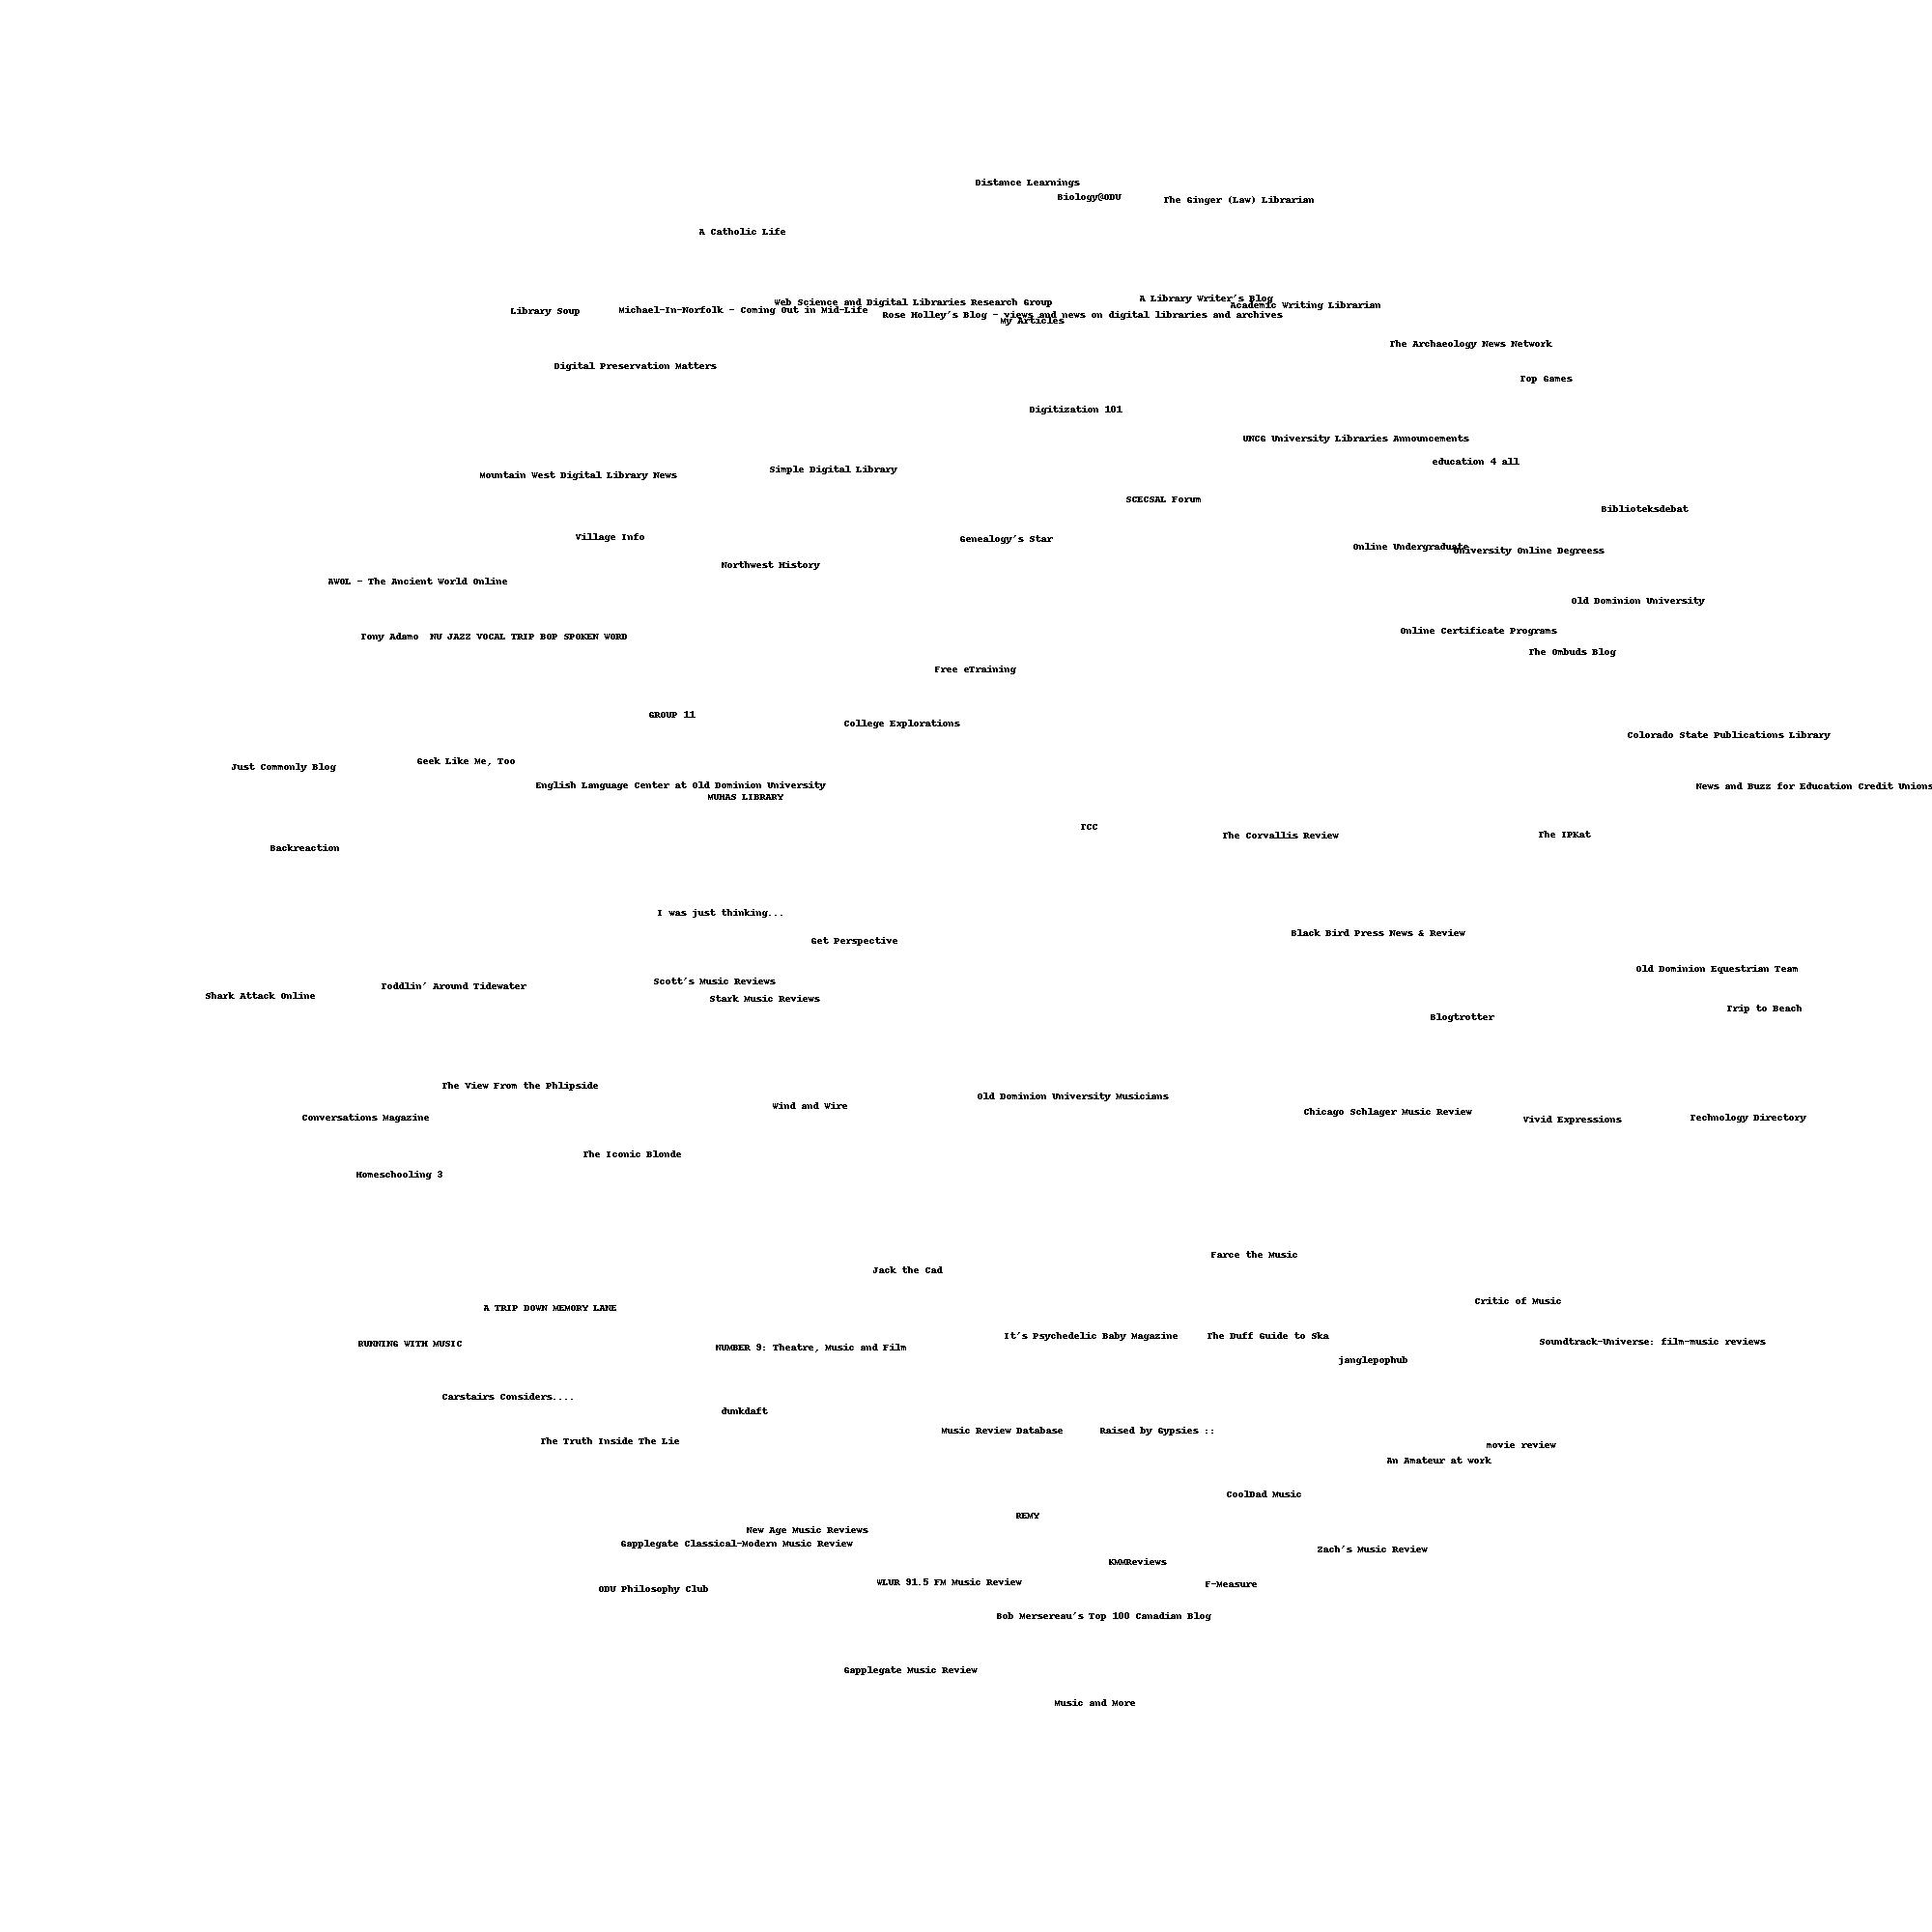 Distance Learnings
Biology@ODU
The Ginger (Law) Librarian
A Catholic Life
A Library Writer's Blog
Web Science and Digital Libraries Research Group
Academic Writing Librarian
Library Soup
Michael-In-Norfolk - Coming Out in Mid-Life
Rose Holley's Blog - views and news on digital libraries and archives
My Articles
The Archaeology News Network
Digital Preservation Matters
Top Games
Digitization 101
UNCG University Libraries Announcements
education 4 all
Simple Digital Library
Mountain West Digital Library News
SCECSAL Forum
Biblioteksdebat
Village Info
Genealogy's Star
Online Undergraduate
University Online Degreess
Northwest History
AWOL - The Ancient World Online
Old Dominion University
Online Certificate Programs
Tony Adamo  NU JAZZ VOCAL TRIP BOP SPOKEN WORD
The Ombuds Blog
Free eTraining
GROUP 11
College Explorations
Colorado State Publications Library
Geek Like Me, Too
Just Commonly Blog
English Language Center at Old Dominion University
News and Buzz for Education Credit Unions
MUHAS LIBRARY
TCC
The Corvallis Review
The IPKat
Backreaction
I was just thinking...
Black Bird Press News & Review
Get Perspective
Old Dominion Equestrian Team
Scott's Music Reviews
Toddlin' Around Tidewater
Shark Attack Online
Stark Music Reviews
Trip to Beach
Blogtrotter
The View From the Phlipside
Old Dominion University Musicians
Wind and Wire
Chicago Schlager Music Review
Conversations Magazine
Vivid Expressions
Technology Directory
The Iconic Blonde
Homeschooling 3
Farce the Music
Jack the Cad
Critic of Music
A TRIP DOWN MEMORY LANE
It's Psychedelic Baby Magazine
The Duff Guide to Ska
Soundtrack-Universe: film-music reviews
RUNNING WITH MUSIC
NUMBER 9: Theatre, Music and Film
janglepophub
Carstairs Considers....
dunkdaft
Music Review Database
Raised by Gypsies ::
The Truth Inside The Lie
movie review
An Amateur at work
CoolDad Music
REMY
New Age Music Reviews
Gapplegate Classical-Modern Music Review
Zach's Music Review
KMMReviews
WLUR 91.5 FM Music Review
F-Measure
ODU Philosophy Club
Bob Mersereau's Top 100 Canadian Blog
Gapplegate Music Review
Music and More